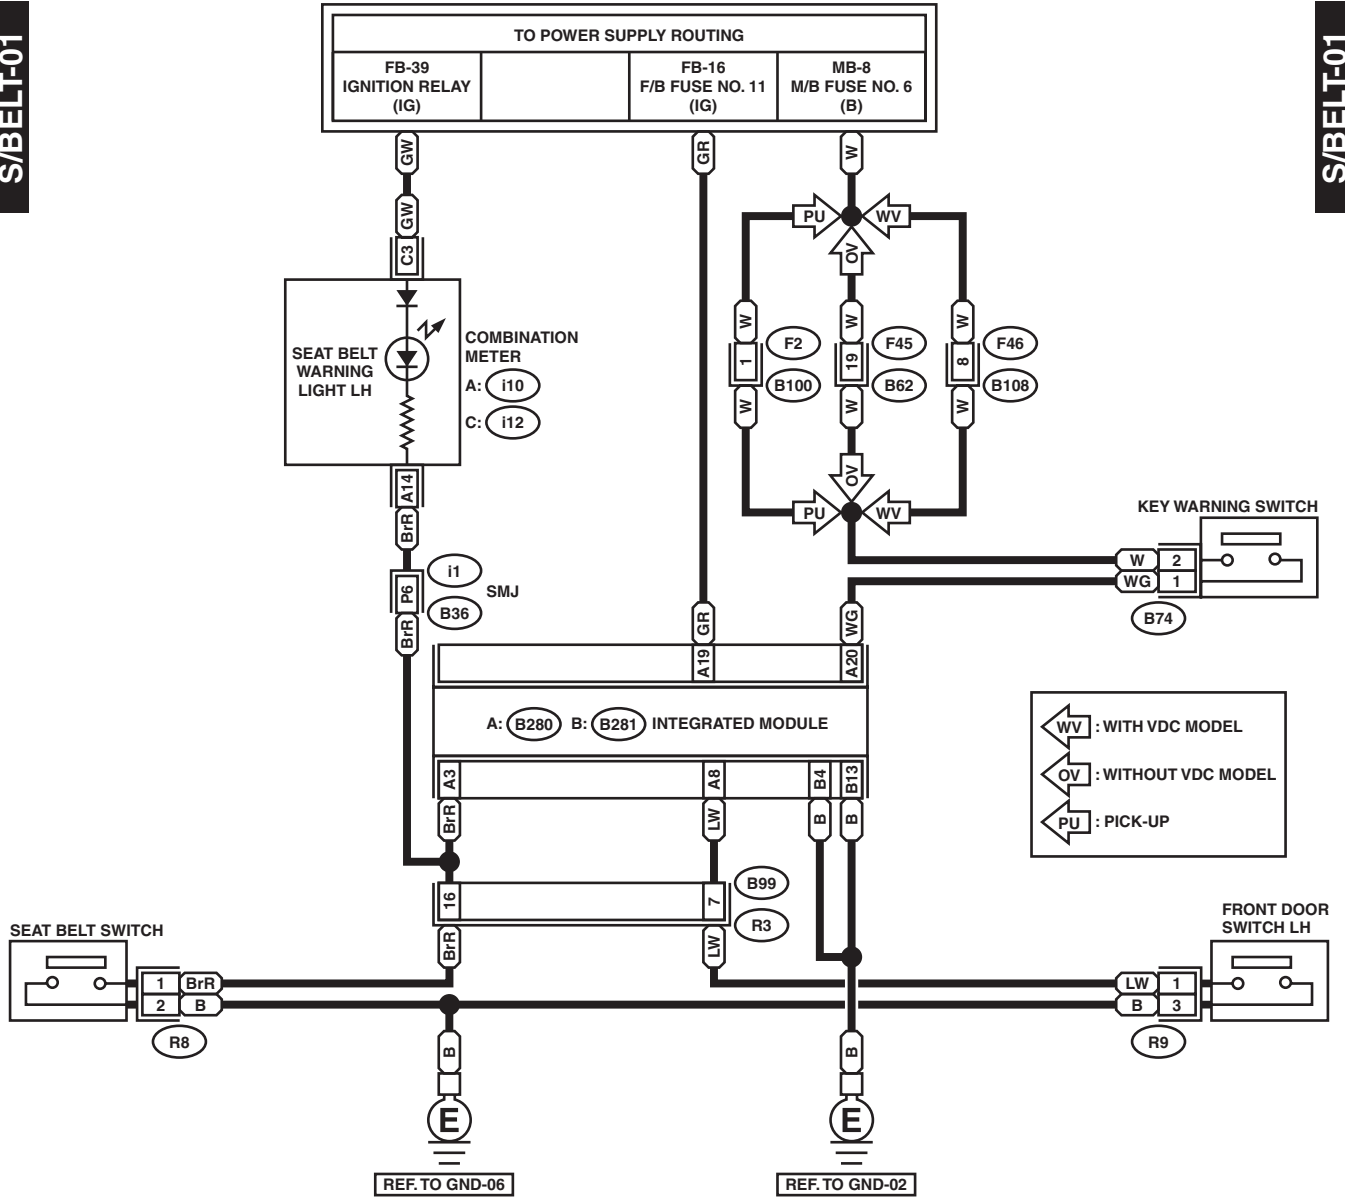 S/BELT-01
S/BELT-01
TO POWER SUPPLY ROUTING
FB-39
IGNITION RELAY
(IG)
FB-16
F/B FUSE NO. 11
(IG)
MB-8
M/B FUSE NO. 6
(B)
GW
GR
W
GW
C3
PU
WV
OV
SEAT BELT
WARNING
LIGHT LH
COMBINATION
METER
A: i10
C: i12
W
W
W
1
F2
B100
19
F45
B62
8
F46
B108
W
W
W
OV
PU
WV
A14
BrR
P6
i1
B36
SMJ
BrR
KEY WARNING SWITCH
W 2
WG 1
B74
GR
WG
A19
A20
A: B280 B: B281 INTEGRATED MODULE
A3
A8
B4
B13
BrR
LW
B
B
WV : WITH VDC MODEL
OV : WITHOUT VDC MODEL
PU : PICK-UP
16
7
B99
R3
BrR
LW
SEAT BELT SWITCH
1 BrR
2 B
R8
FRONT DOOR
SWITCH LH
LW 1
B 3
R9
B
B
E
E
REF. TO GND-06
REF. TO GND-02